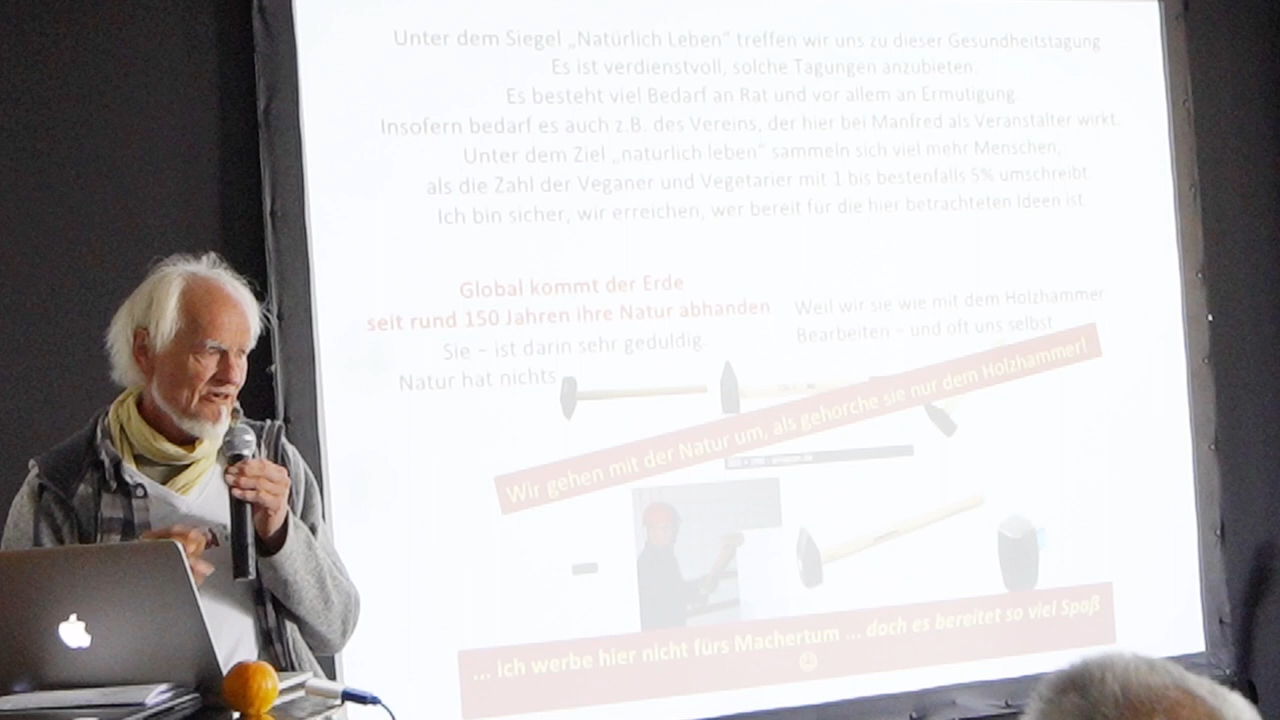 Unter dem Siegel „Natürlich Leben" treffen wir uns zu dieser Gesundheitstagung
Es ist verdienstvoll, solche Tagungen anzubieten.
Es besteht viel Bedarf an Rat und vor allem an Ermutigung.
Insofern bedarf es auch z.B. des Vereins, der hier bei Manfred als Veranstalter wirkt.
Unter dem Ziel „natürlich leben" sammeln sich viel mehr Menschen,
als die Zahl der Veganer und Vegetarier mit 1 bis bestenfalls 5% umschreibt.
Ich bin sicher, wir erreichen, wer bereit für die hier betrachteten Ideen ist
Global kommt der Erde
seit rund 150 Jahren ihre Natur abhanden
Sie – ist darin sehr geduldig.
Natur hat nichts
Weil wir sie wie mit dem Holzhammer
Bearbeiten – und oft uns selbst
Wir gehen mit der Natur um, als gehorche sie nur dem Holzhammer!
... ich werbe hier nicht fürs Machertum ... doch es bereitet so viel Spaß
☺